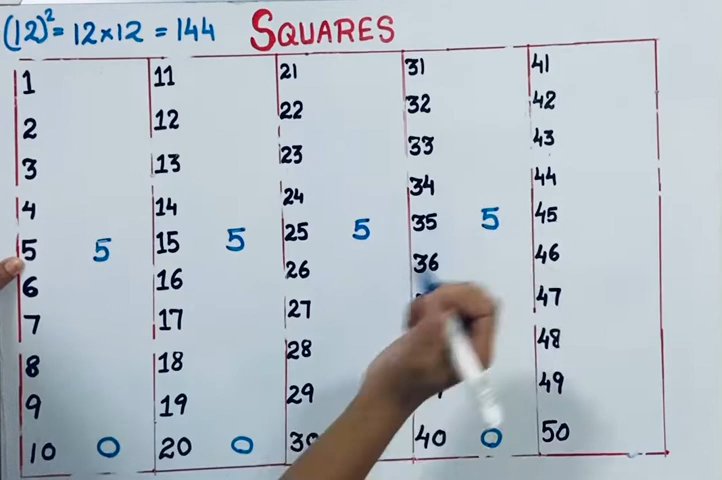 (12)² = 12×12 = 144 SQUARES
1 11 21 31 41
2 12 22 32 42
3 13 23 33 43
4 14 24 34 44
5 5 15 5 25 5 35 5 45
6 16 26 36 46
7 17 27 47
8 18 28 48
9 19 29 49
10 0 20 0 30 40 0 50